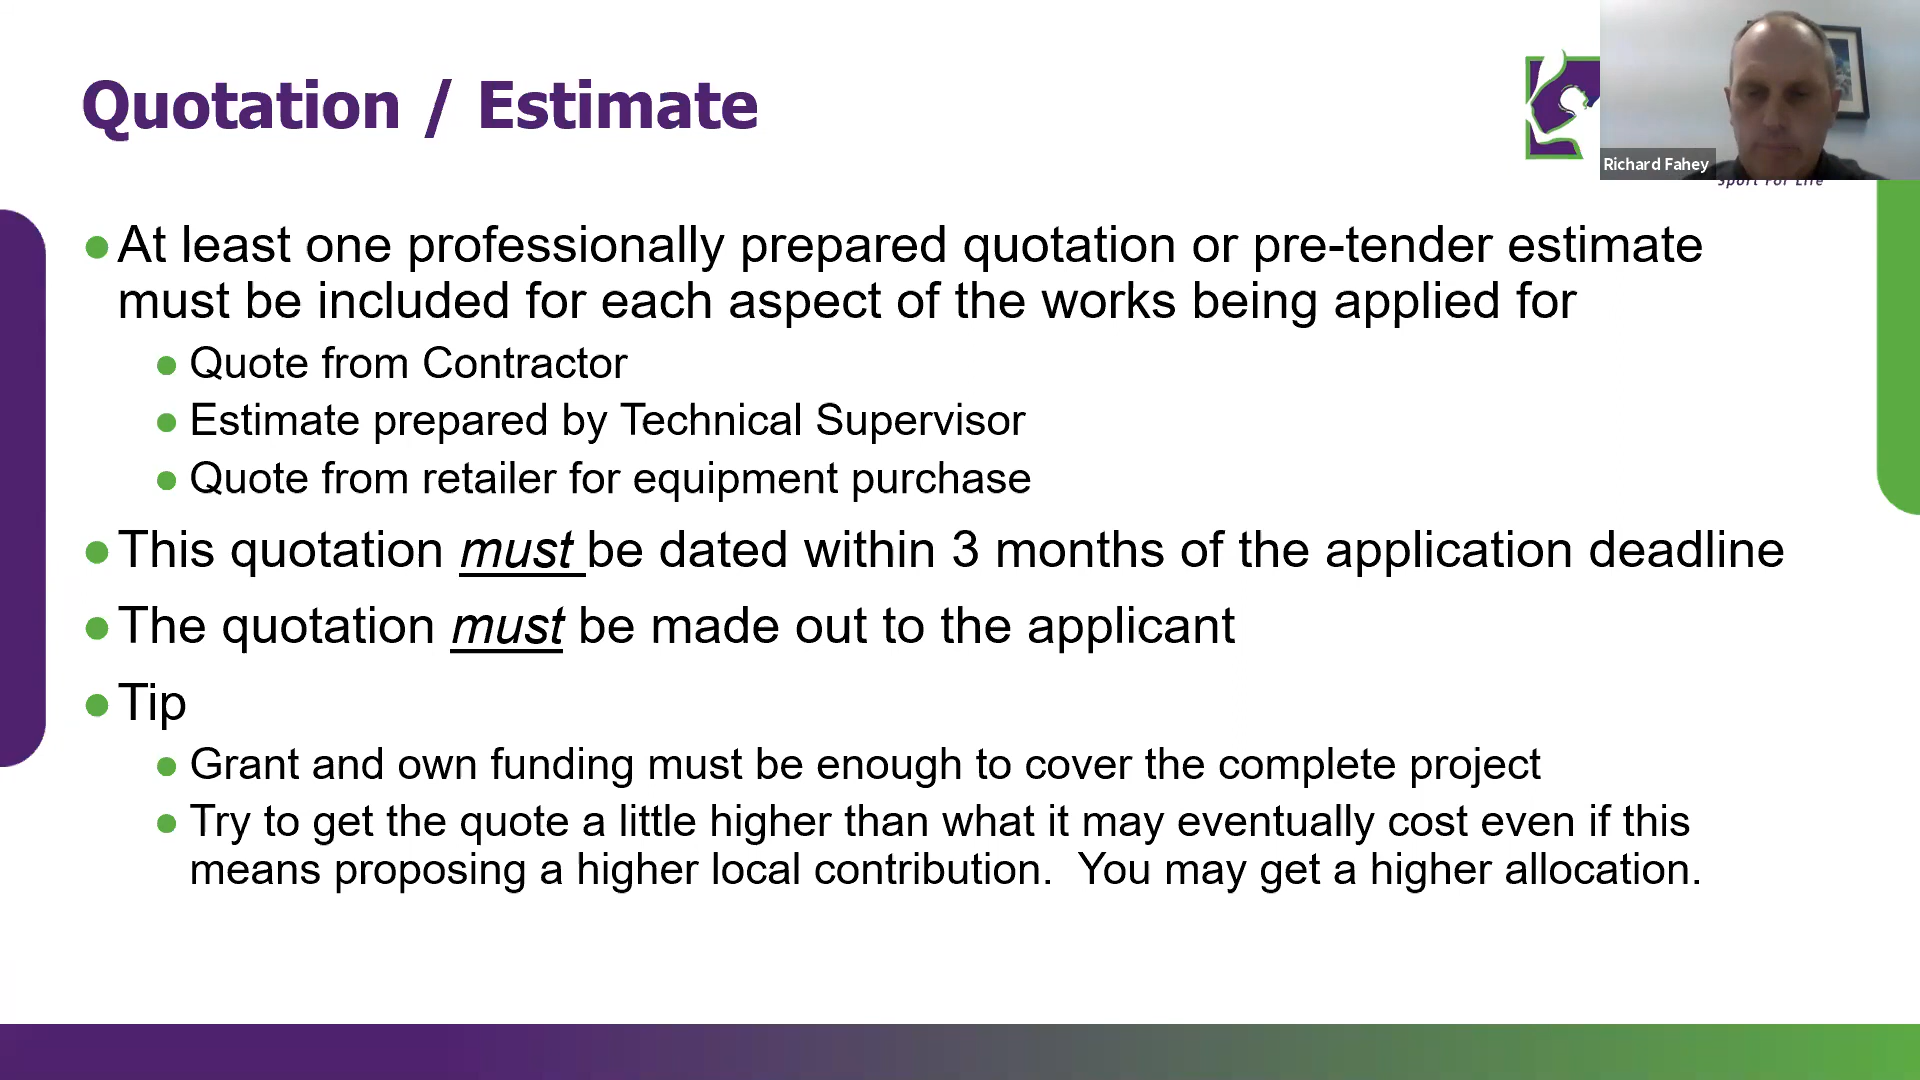 Quotation / Estimate
Richard Fahey
Sport For Life
At least one professionally prepared quotation or pre-tender estimate
must be included for each aspect of the works being applied for
Quote from Contractor
Estimate prepared by Technical Supervisor
Quote from retailer for equipment purchase
This quotation must be dated within 3 months of the application deadline
The quotation must be made out to the applicant
Tip
Grant and own funding must be enough to cover the complete project
Try to get the quote a little higher than what it may eventually cost even if this
means proposing a higher local contribution.  You may get a higher allocation.